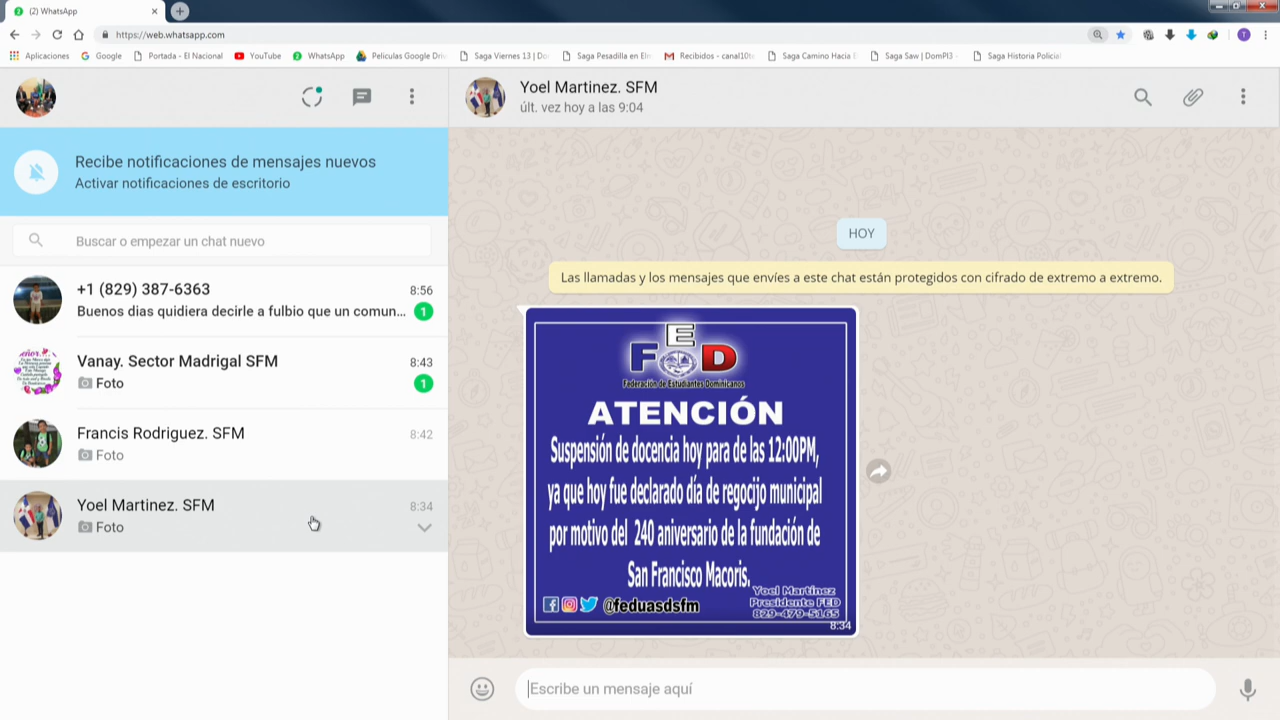 (2) WhatsApp
https://web.whatsapp.com
Aplicaciones
Google
Portada - El Nacional
YouTube
WhatsApp
Peliculas Google Driv
Saga Viernes 13 | Do
Saga Pesadilla en Elm
Recibidos - canal10t
Saga Camino Hacia E
Saga Saw | DomPl3
Saga Historia Policial
T
Yoel Martinez. SFM
últ. vez hoy a las 9:04
Recibe notificaciones de mensajes nuevos
Activar notificaciones de escritorio
Buscar o empezar un chat nuevo
+1 (829) 387-6363
8:56
Buenos dias quidiera decirle a fulbio que un comun...
1
Vanay. Sector Madrigal SFM
8:43
Foto
1
Francis Rodriguez. SFM
8:42
Foto
Yoel Martinez. SFM
8:34
Foto
HOY
Las llamadas y los mensajes que envíes a este chat están protegidos con cifrado de extremo a extremo.
FED
Federación de Estudiantes Dominicanos
ATENCIÓN
Suspensión de docencia hoy para de las 12:00PM,
ya que hoy fue declarado día de regocijo municipal
por motivo del 240 aniversario de la fundación de
San Francisco Macoris.
@feduasdsfm
Yoel Martinez
Presidente FED
829-479-5165
8:34
Escribe un mensaje aquí